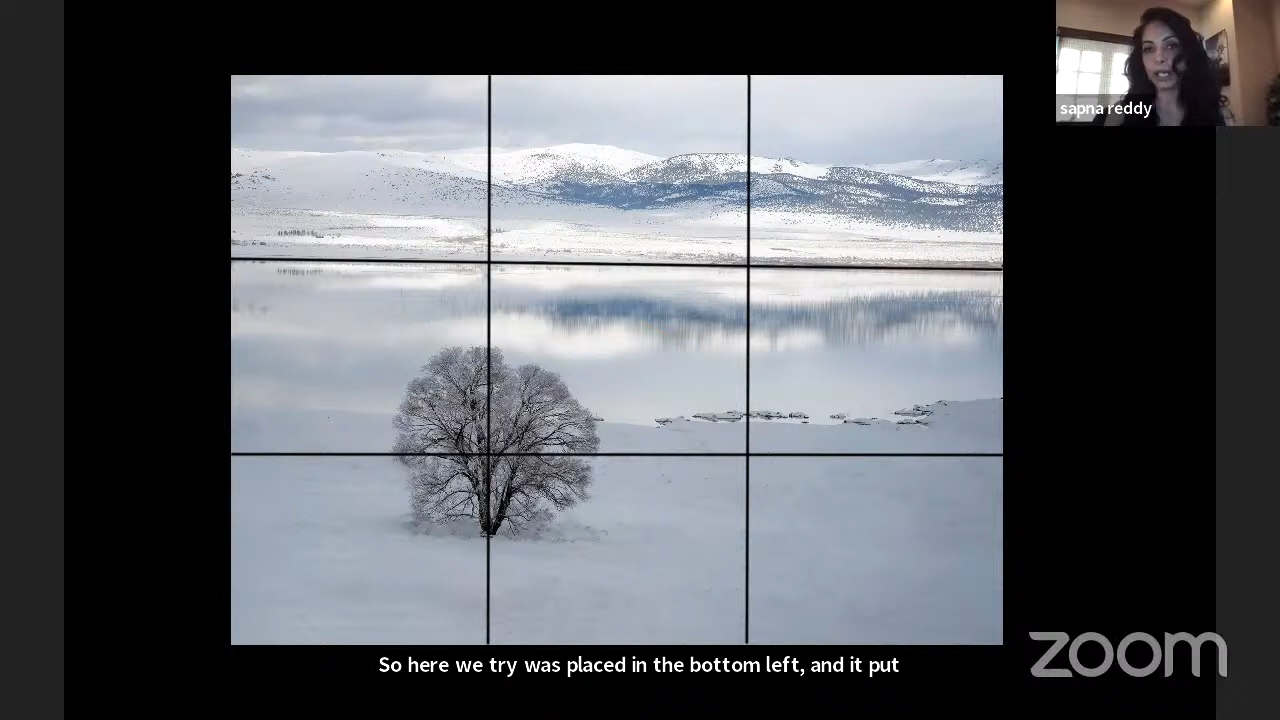 sapna reddy
So here we try was placed in the bottom left, and it put
zoom